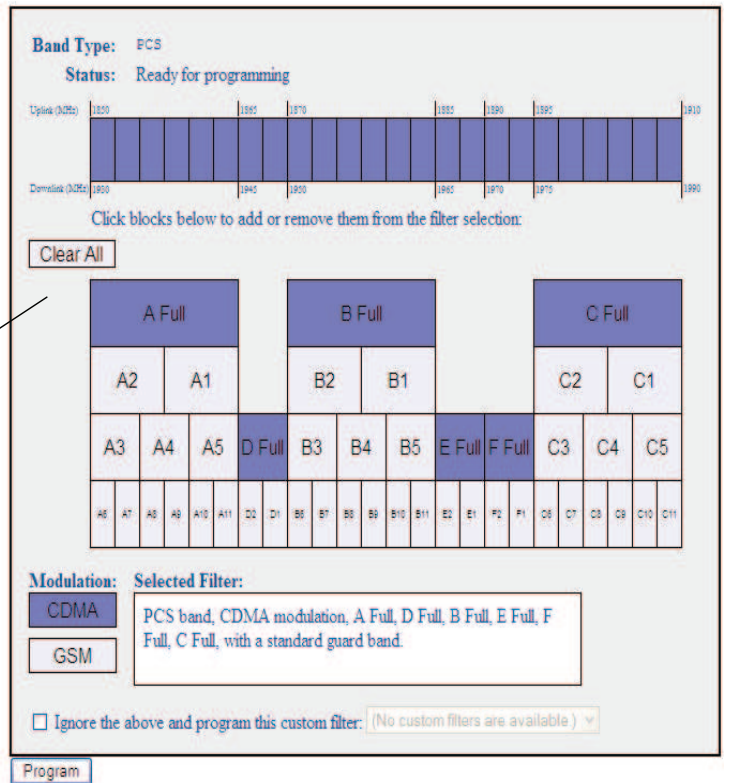 Band Type: PCS
Status: Ready for programming
Uplink (MHz) 1850 1865 1870 1885 1890 1895 1910
Downlink (MHz) 1930 1945 1950 1965 1970 1975 1990
Click blocks below to add or remove them from the filter selection:
Clear All
A Full B Full C Full
A2 A1 B2 B1 C2 C1
A3 A4 A5 D Full B3 B4 B5 E Full F Full C3 C4 C5
A6 A7 A8 A9 A10 A11 D2 D1 B6 B7 B8 B9 B10 B11 E2 E1 F2 F1 C6 C7 C8 C9 C10 C11
Modulation: Selected Filter:
CDMA
PCS band, CDMA modulation, A Full, D Full, B Full, E Full, F
Full, C Full, with a standard guard band.
GSM
Ignore the above and program this custom filter: (No custom filters are available )
Program